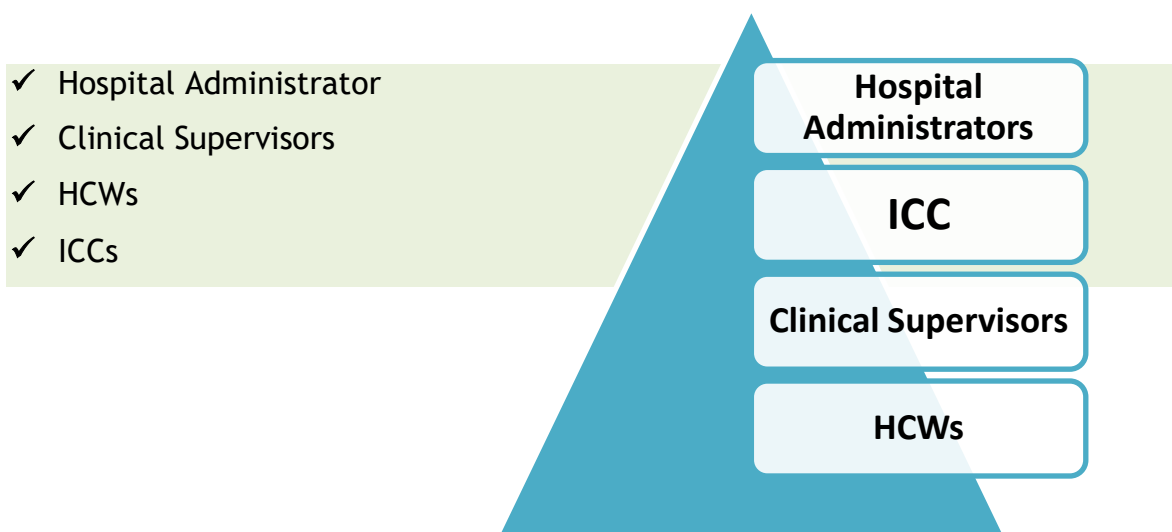 ✓ Hospital Administrator
✓ Clinical Supervisors
✓ HCWs
✓ ICCs
Hospital
Administrators
ICC
Clinical Supervisors
HCWs